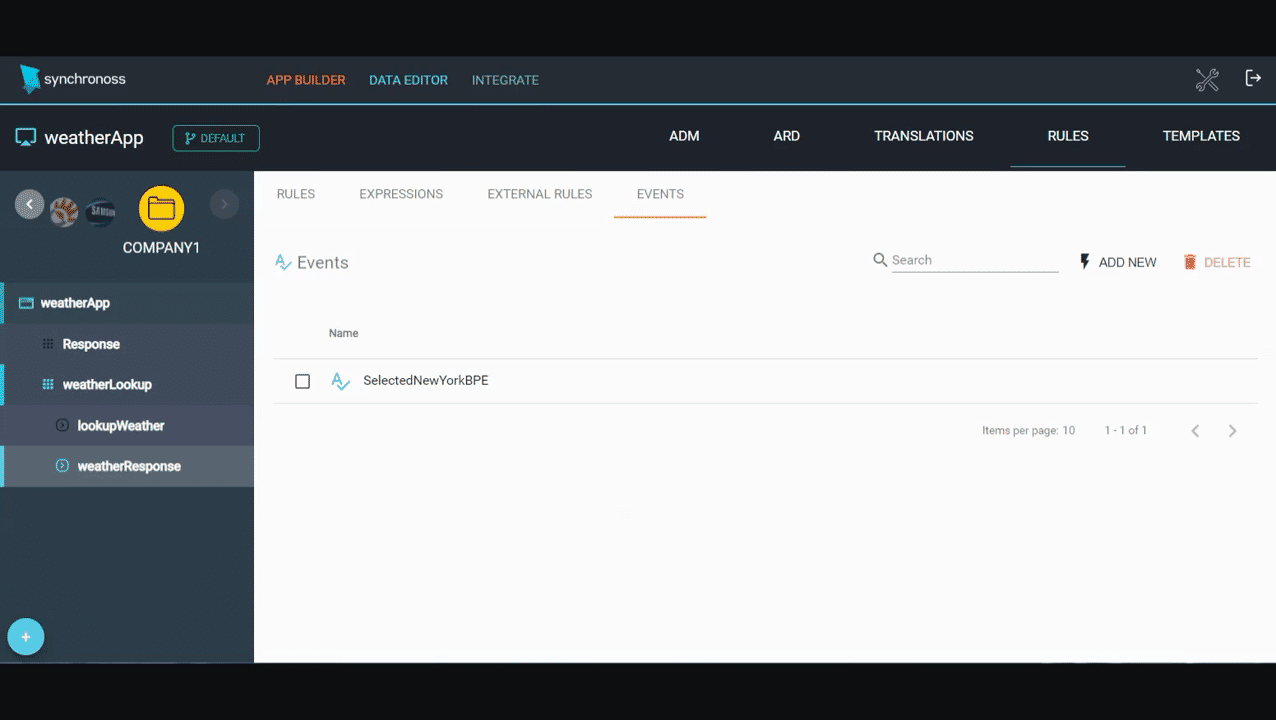 synchronoss
APP BUILDER DATA EDITOR INTEGRATE
weatherApp DEFAULT
ADM ARD TRANSLATIONS RULES TEMPLATES
SAMSUN
COMPANY1
weatherApp
Response
weatherLookup
lookupWeather
weatherResponse
+
RULES EXPRESSIONS EXTERNAL RULES EVENTS
Events
Search ADD NEW DELETE
Name
SelectedNewYorkBPE
Items per page: 10 1 - 1 of 1